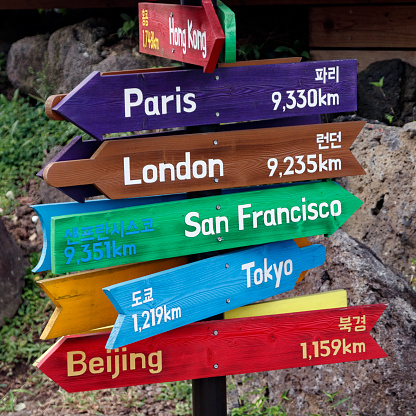 홍콩
Hong Kong
1,748km
파리
Paris
9,330km
런던
London
9,235km
San Francisco
샌프란시스코
9,351km
Tokyo
도쿄
1,219km
북경
Beijing
1,159km